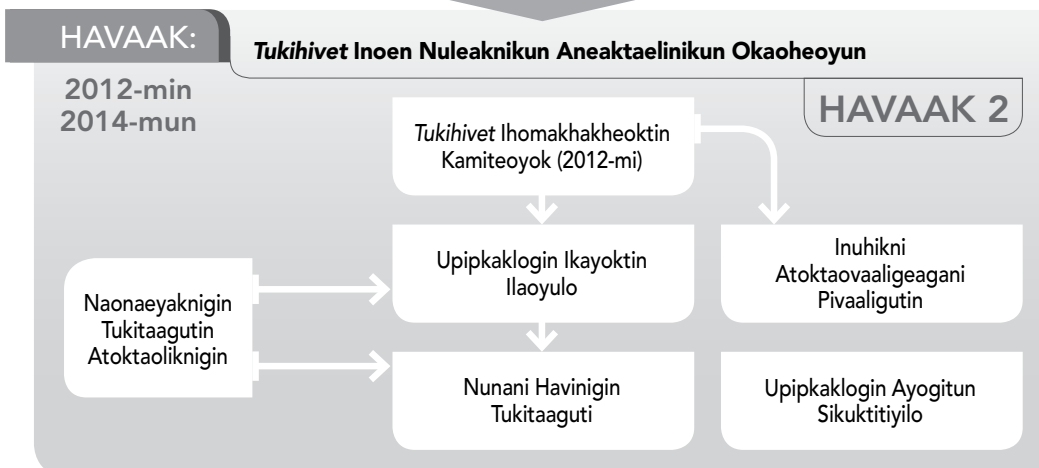 HAVAAK:
Tukihivet Inoen Nuleaknikun Aneaktaelinikun Okaoheoyun
2012-min
2014-mun
HAVAAK 2
Tukihivet Ihomakhakheoktin
Kamiteoyok (2012-mi)
Upipkaklogin Ikayoktin
Ilaoyulo
Inuhikni
Atoktaovaaligeagani
Pivaaligutin
Naonaeyaknigin
Tukitaagutin
Atoktaoliknigin
Nunani Havinigin
Tukitaaguti
Upipkaklogin Ayogitun
Sikuktitiyilo